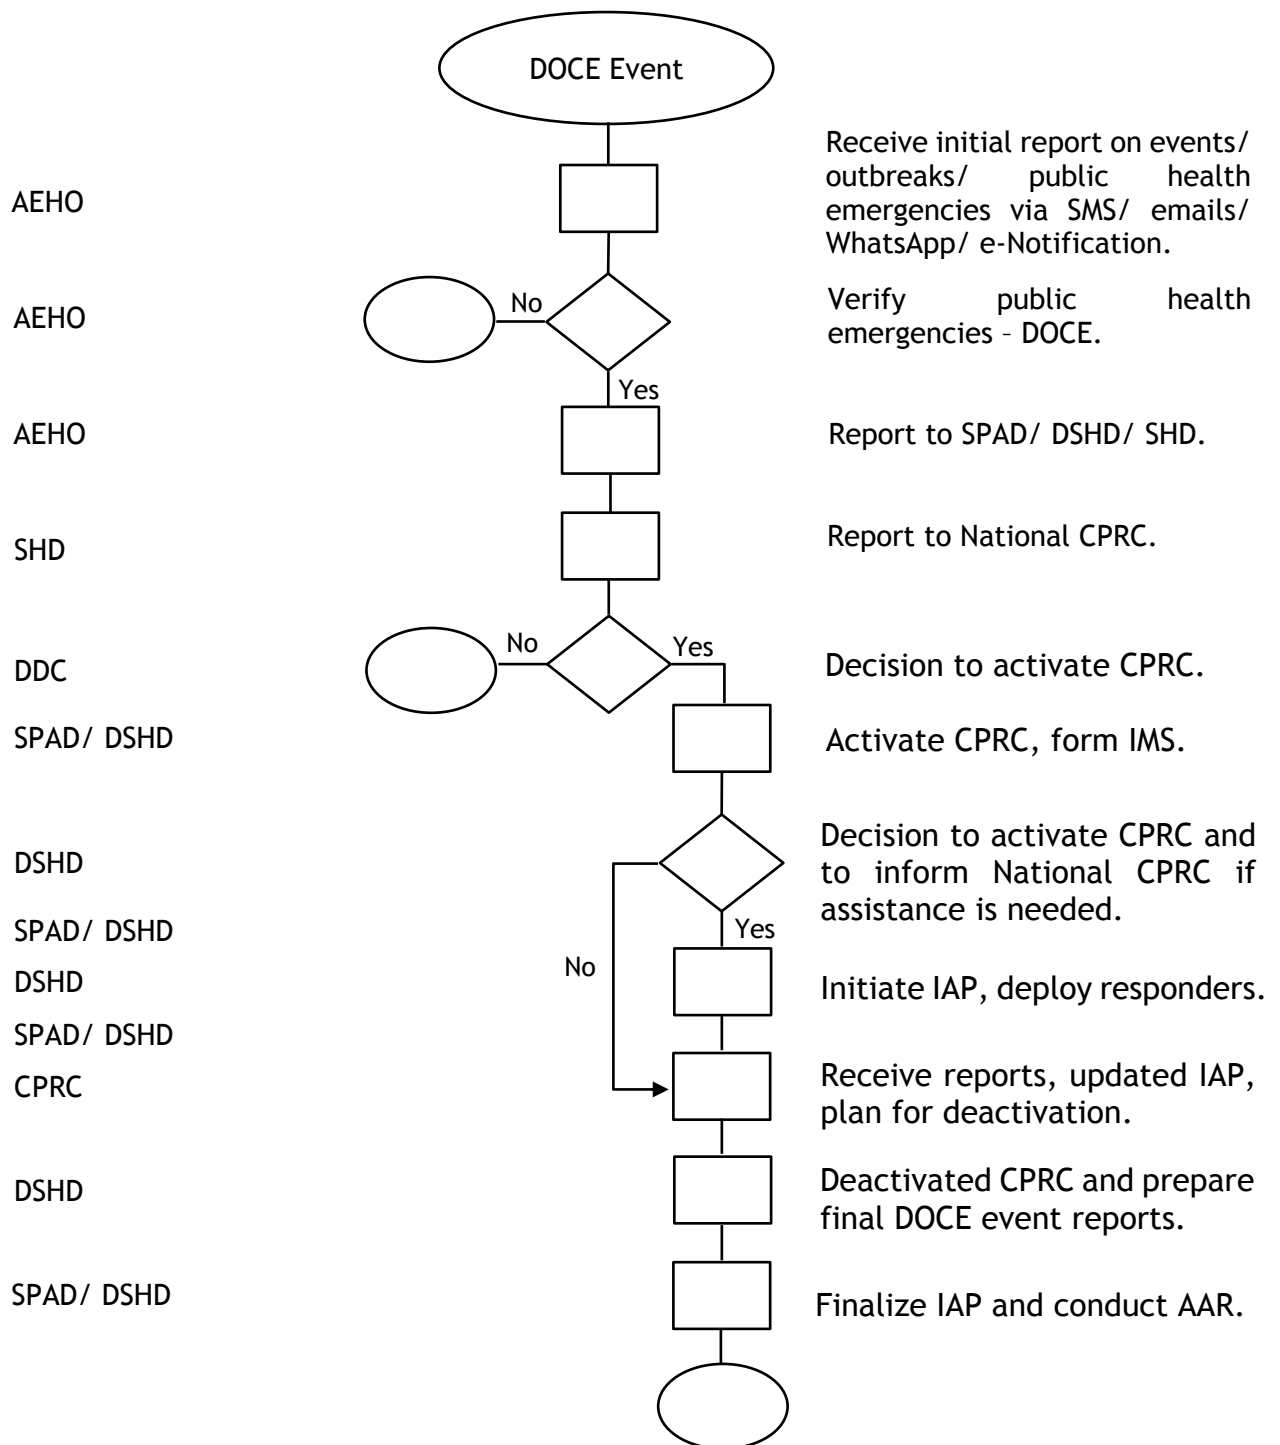 DOCE Event
AEHO
Receive initial report on events/
outbreaks/ public health
emergencies via SMS/ emails/
WhatsApp/ e-Notification.
AEHO
No
Verify public health
emergencies – DOCE.
Yes
AEHO
Report to SPAD/ DSHD/ SHD.
SHD
Report to National CPRC.
DDC
No
Yes
Decision to activate CPRC.
SPAD/ DSHD
Activate CPRC, form IMS.
DSHD
Decision to activate CPRC and
to inform National CPRC if
assistance is needed.
SPAD/ DSHD
Yes
No
DSHD
Initiate IAP, deploy responders.
SPAD/ DSHD
CPRC
Receive reports, updated IAP,
plan for deactivation.
DSHD
Deactivated CPRC and prepare
final DOCE event reports.
SPAD/ DSHD
Finalize IAP and conduct AAR.